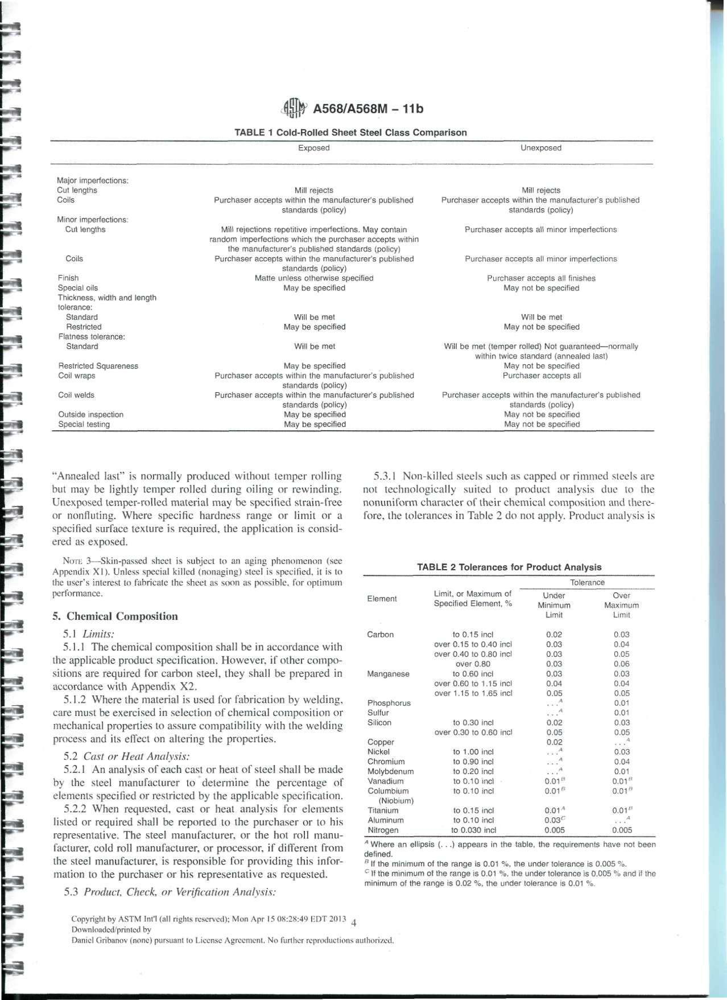 ASTM A568/A568M – 11b
TABLE 1 Cold-Rolled Sheet Steel Class Comparison
Exposed Unexposed
Major imperfections:
Cut lengths Mill rejects Mill rejects
Coils Purchaser accepts within the manufacturer's published Purchaser accepts within the manufacturer's published
standards (policy) standards (policy)
Minor imperfections:
Cut lengths Mill rejections repetitive imperfections. May contain Purchaser accepts all minor imperfections
random imperfections which the purchaser accepts within
the manufacturer's published standards (policy)
Coils Purchaser accepts within the manufacturer's published Purchaser accepts all minor imperfections
standards (policy)
Finish Matte unless otherwise specified Purchaser accepts all finishes
Special oils May be specified May not be specified
Thickness, width and length
tolerance:
Standard Will be met Will be met
Restricted May be specified May not be specified
Flatness tolerance:
Standard Will be met Will be met (temper rolled) Not guaranteed—normally
within twice standard (annealed last)
Restricted Squareness May be specified May not be specified
Coil wraps Purchaser accepts within the manufacturer's published Purchaser accepts all
standards (policy)
Coil welds Purchaser accepts within the manufacturer's published Purchaser accepts within the manufacturer's published
standards (policy) standards (policy)
Outside inspection May be specified May not be specified
Special testing May be specified May not be specified
“Annealed last” is normally produced without temper rolling
but may be lightly temper rolled during oiling or rewinding.
Unexposed temper-rolled material may be specified strain-free
or nonfluting. Where specific hardness range or limit or a
specified surface texture is required, the application is consid-
ered as exposed.
NOTE 3—Skin-passed sheet is subject to an aging phenomenon (see
Appendix X1). Unless special killed (nonaging) steel is specified, it is to
the user's interest to fabricate the sheet as soon as possible, for optimum
performance.
5. Chemical Composition
5.1 Limits:
5.1.1 The chemical composition shall be in accordance with
the applicable product specification. However, if other compo-
sitions are required for carbon steel, they shall be prepared in
accordance with Appendix X2.
5.1.2 Where the material is used for fabrication by welding,
care must be exercised in selection of chemical composition or
mechanical properties to assure compatibility with the welding
process and its effect on altering the properties.
5.2 Cast or Heat Analysis:
5.2.1 An analysis of each cast or heat of steel shall be made
by the steel manufacturer to determine the percentage of
elements specified or restricted by the applicable specification.
5.2.2 When requested, cast or heat analysis for elements
listed or required shall be reported to the purchaser or to his
representative. The steel manufacturer, or the hot roll manu-
facturer, cold roll manufacturer, or processor, if different from
the steel manufacturer, is responsible for providing this infor-
mation to the purchaser or his representative as requested.
5.3 Product, Check, or Verification Analysis:
5.3.1 Non-killed steels such as capped or rimmed steels are
not technologically suited to product analysis due to the
nonuniform character of their chemical composition and there-
fore, the tolerances in Table 2 do not apply. Product analysis is
TABLE 2 Tolerances for Product Analysis
Tolerance
Element Limit, or Maximum of Specified Element, % Under Minimum Limit Over Maximum Limit
Carbon to 0.15 incl 0.02 0.03
over 0.15 to 0.40 incl 0.03 0.04
over 0.40 to 0.80 incl 0.03 0.05
over 0.80 0.03 0.06
Manganese to 0.60 incl 0.03 0.03
over 0.60 to 1.15 incl 0.04 0.04
over 1.15 to 1.65 incl 0.05 0.05
Phosphorus . . .A 0.01
Sulfur . . .A 0.01
Silicon to 0.30 incl 0.02 0.03
over 0.30 to 0.60 incl 0.05 0.05
Copper 0.02 . . .A
Nickel to 1.00 incl . . .A 0.03
Chromium to 0.90 incl . . .A 0.04
Molybdenum to 0.20 incl . . .A 0.01
Vanadium to 0.10 incl 0.01B 0.01B
Columbium to 0.10 incl 0.01B 0.01B
(Niobium)
Titanium to 0.15 incl 0.01A 0.01B
Aluminum to 0.10 incl 0.03C . . .A
Nitrogen to 0.030 incl 0.005 0.005
A Where an ellipsis (. . .) appears in the table, the requirements have not been
defined.
B If the minimum of the range is 0.01 %, the under tolerance is 0.005 %.
C If the minimum of the range is 0.01 %, the under tolerance is 0.005 % and if the
minimum of the range is 0.02 %, the under tolerance is 0.01 %.
Copyright by ASTM Int'l (all rights reserved); Mon Apr 15 08:28:49 EDT 2013 4
Downloaded/printed by
Daniel Gribanov (none) pursuant to License Agreement. No further reproductions authorized.